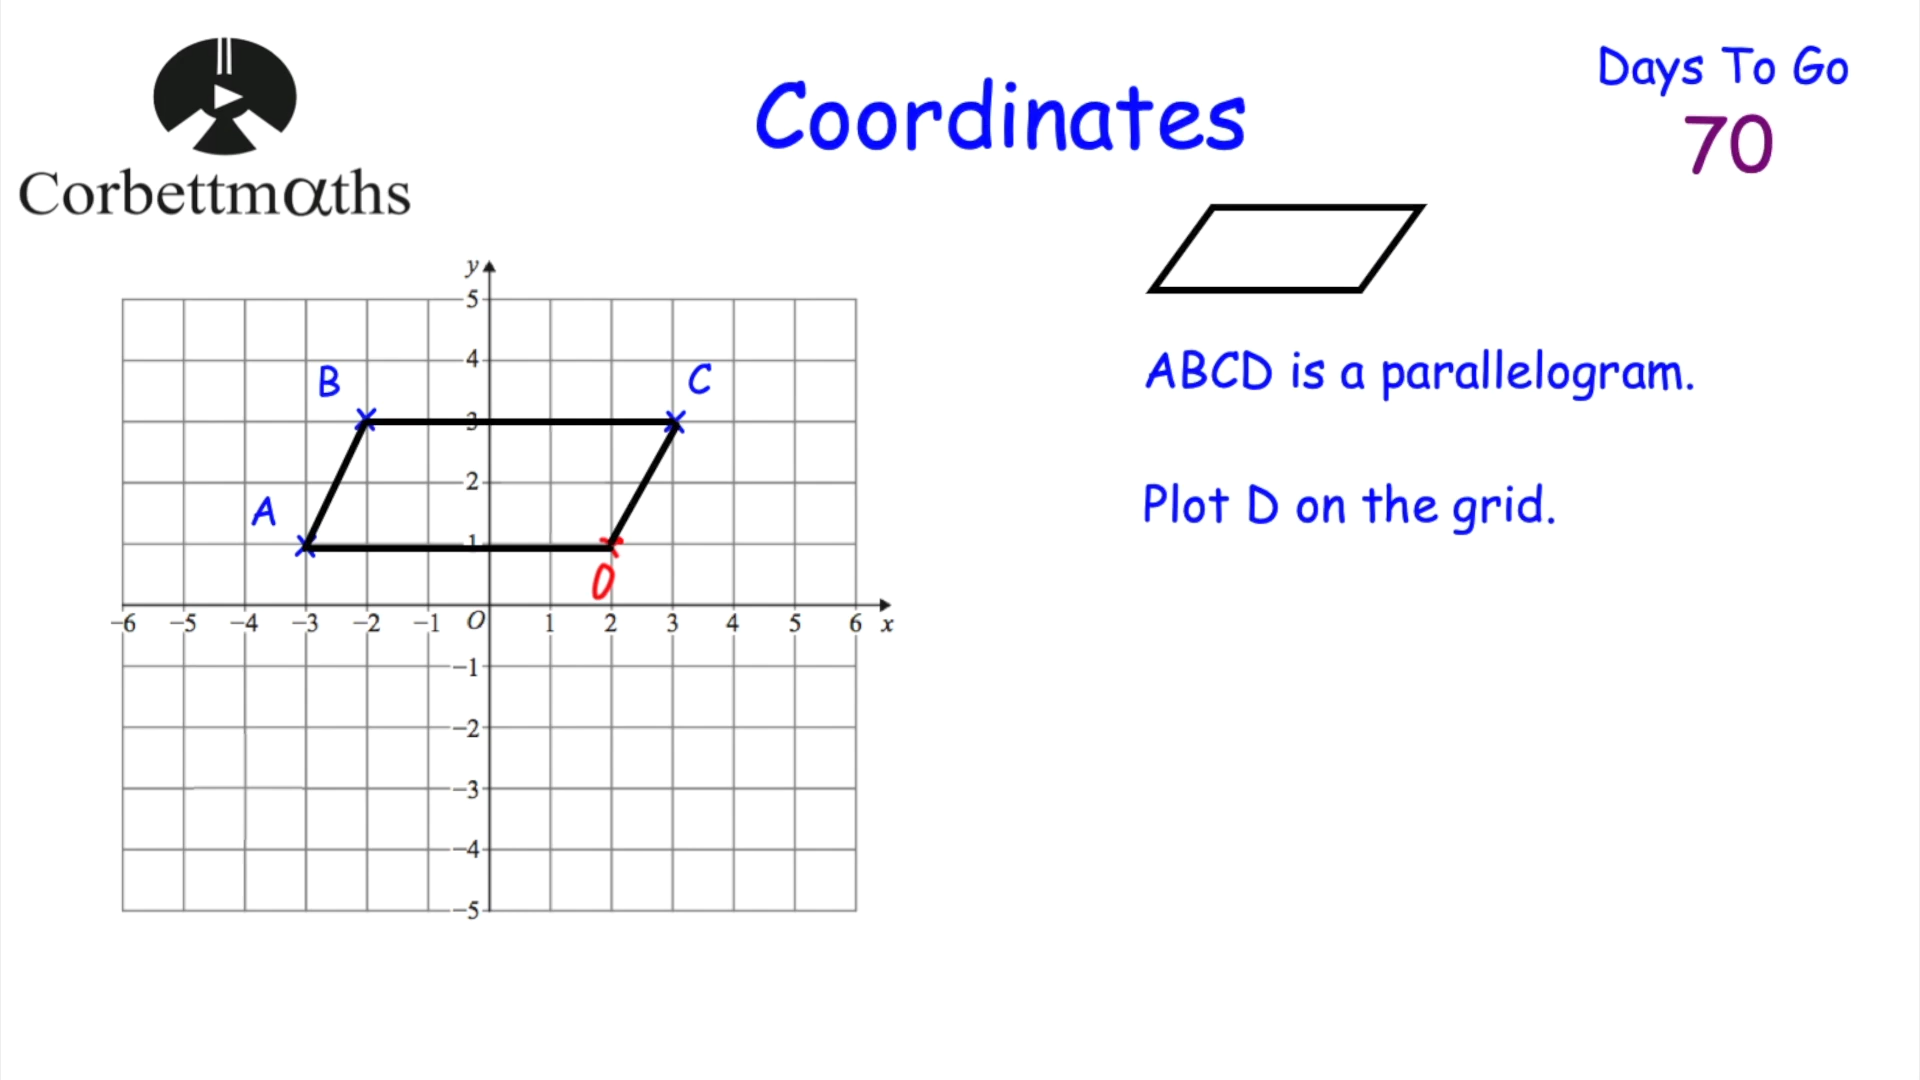 Corbettmαths
Coordinates
Days To Go
70
ABCD is a parallelogram.
Plot D on the grid.
y
5
4
B
C
3
2
A
1
D
−6 −5 −4 −3 −2 −1 O 1 2 3 4 5 6 x
−1
−2
−3
−4
−5